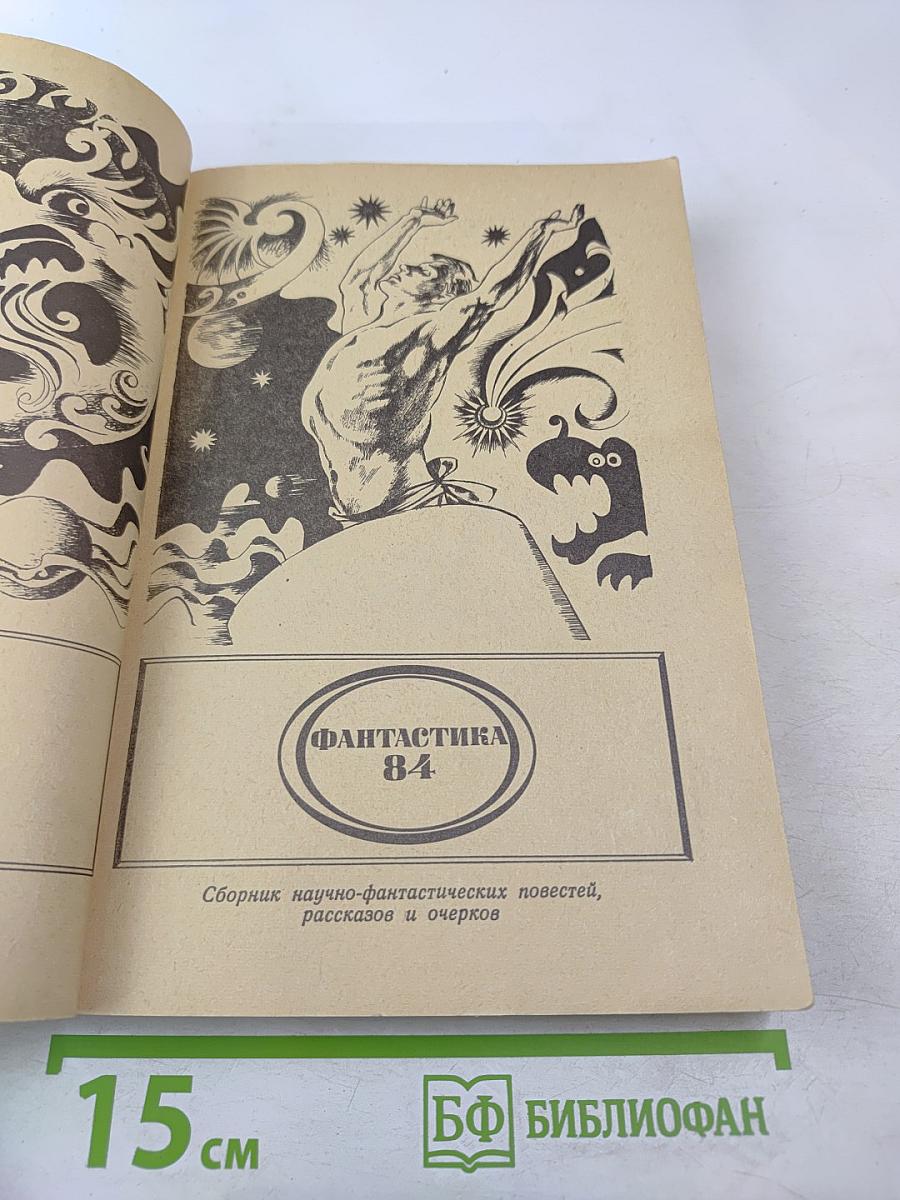 ФАНТАСТИКА
84
Сборник научно-фантастических повестей,
рассказов и очерков
15 см
БФ БИБЛИОФАН